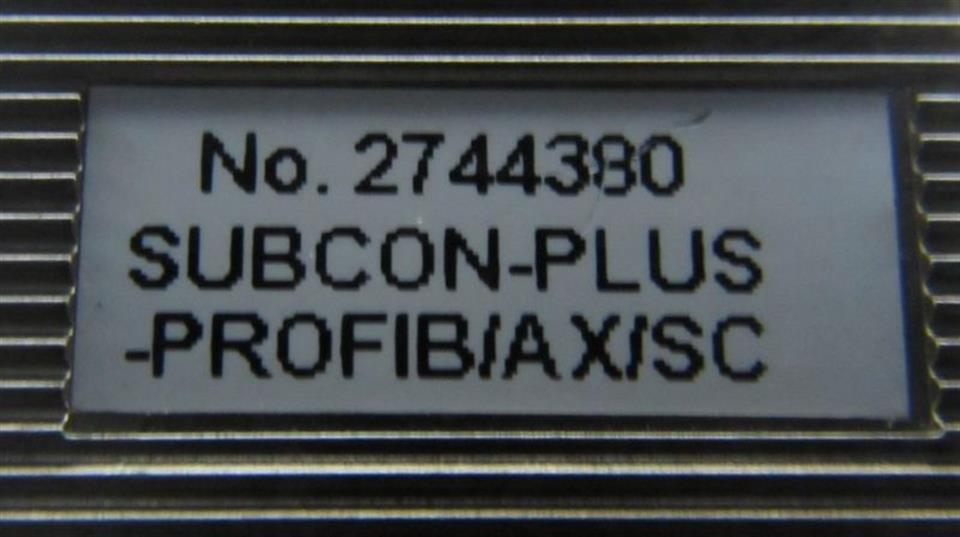 No. 2744380
SUBCON-PLUS
-PROFIB/AX/SC